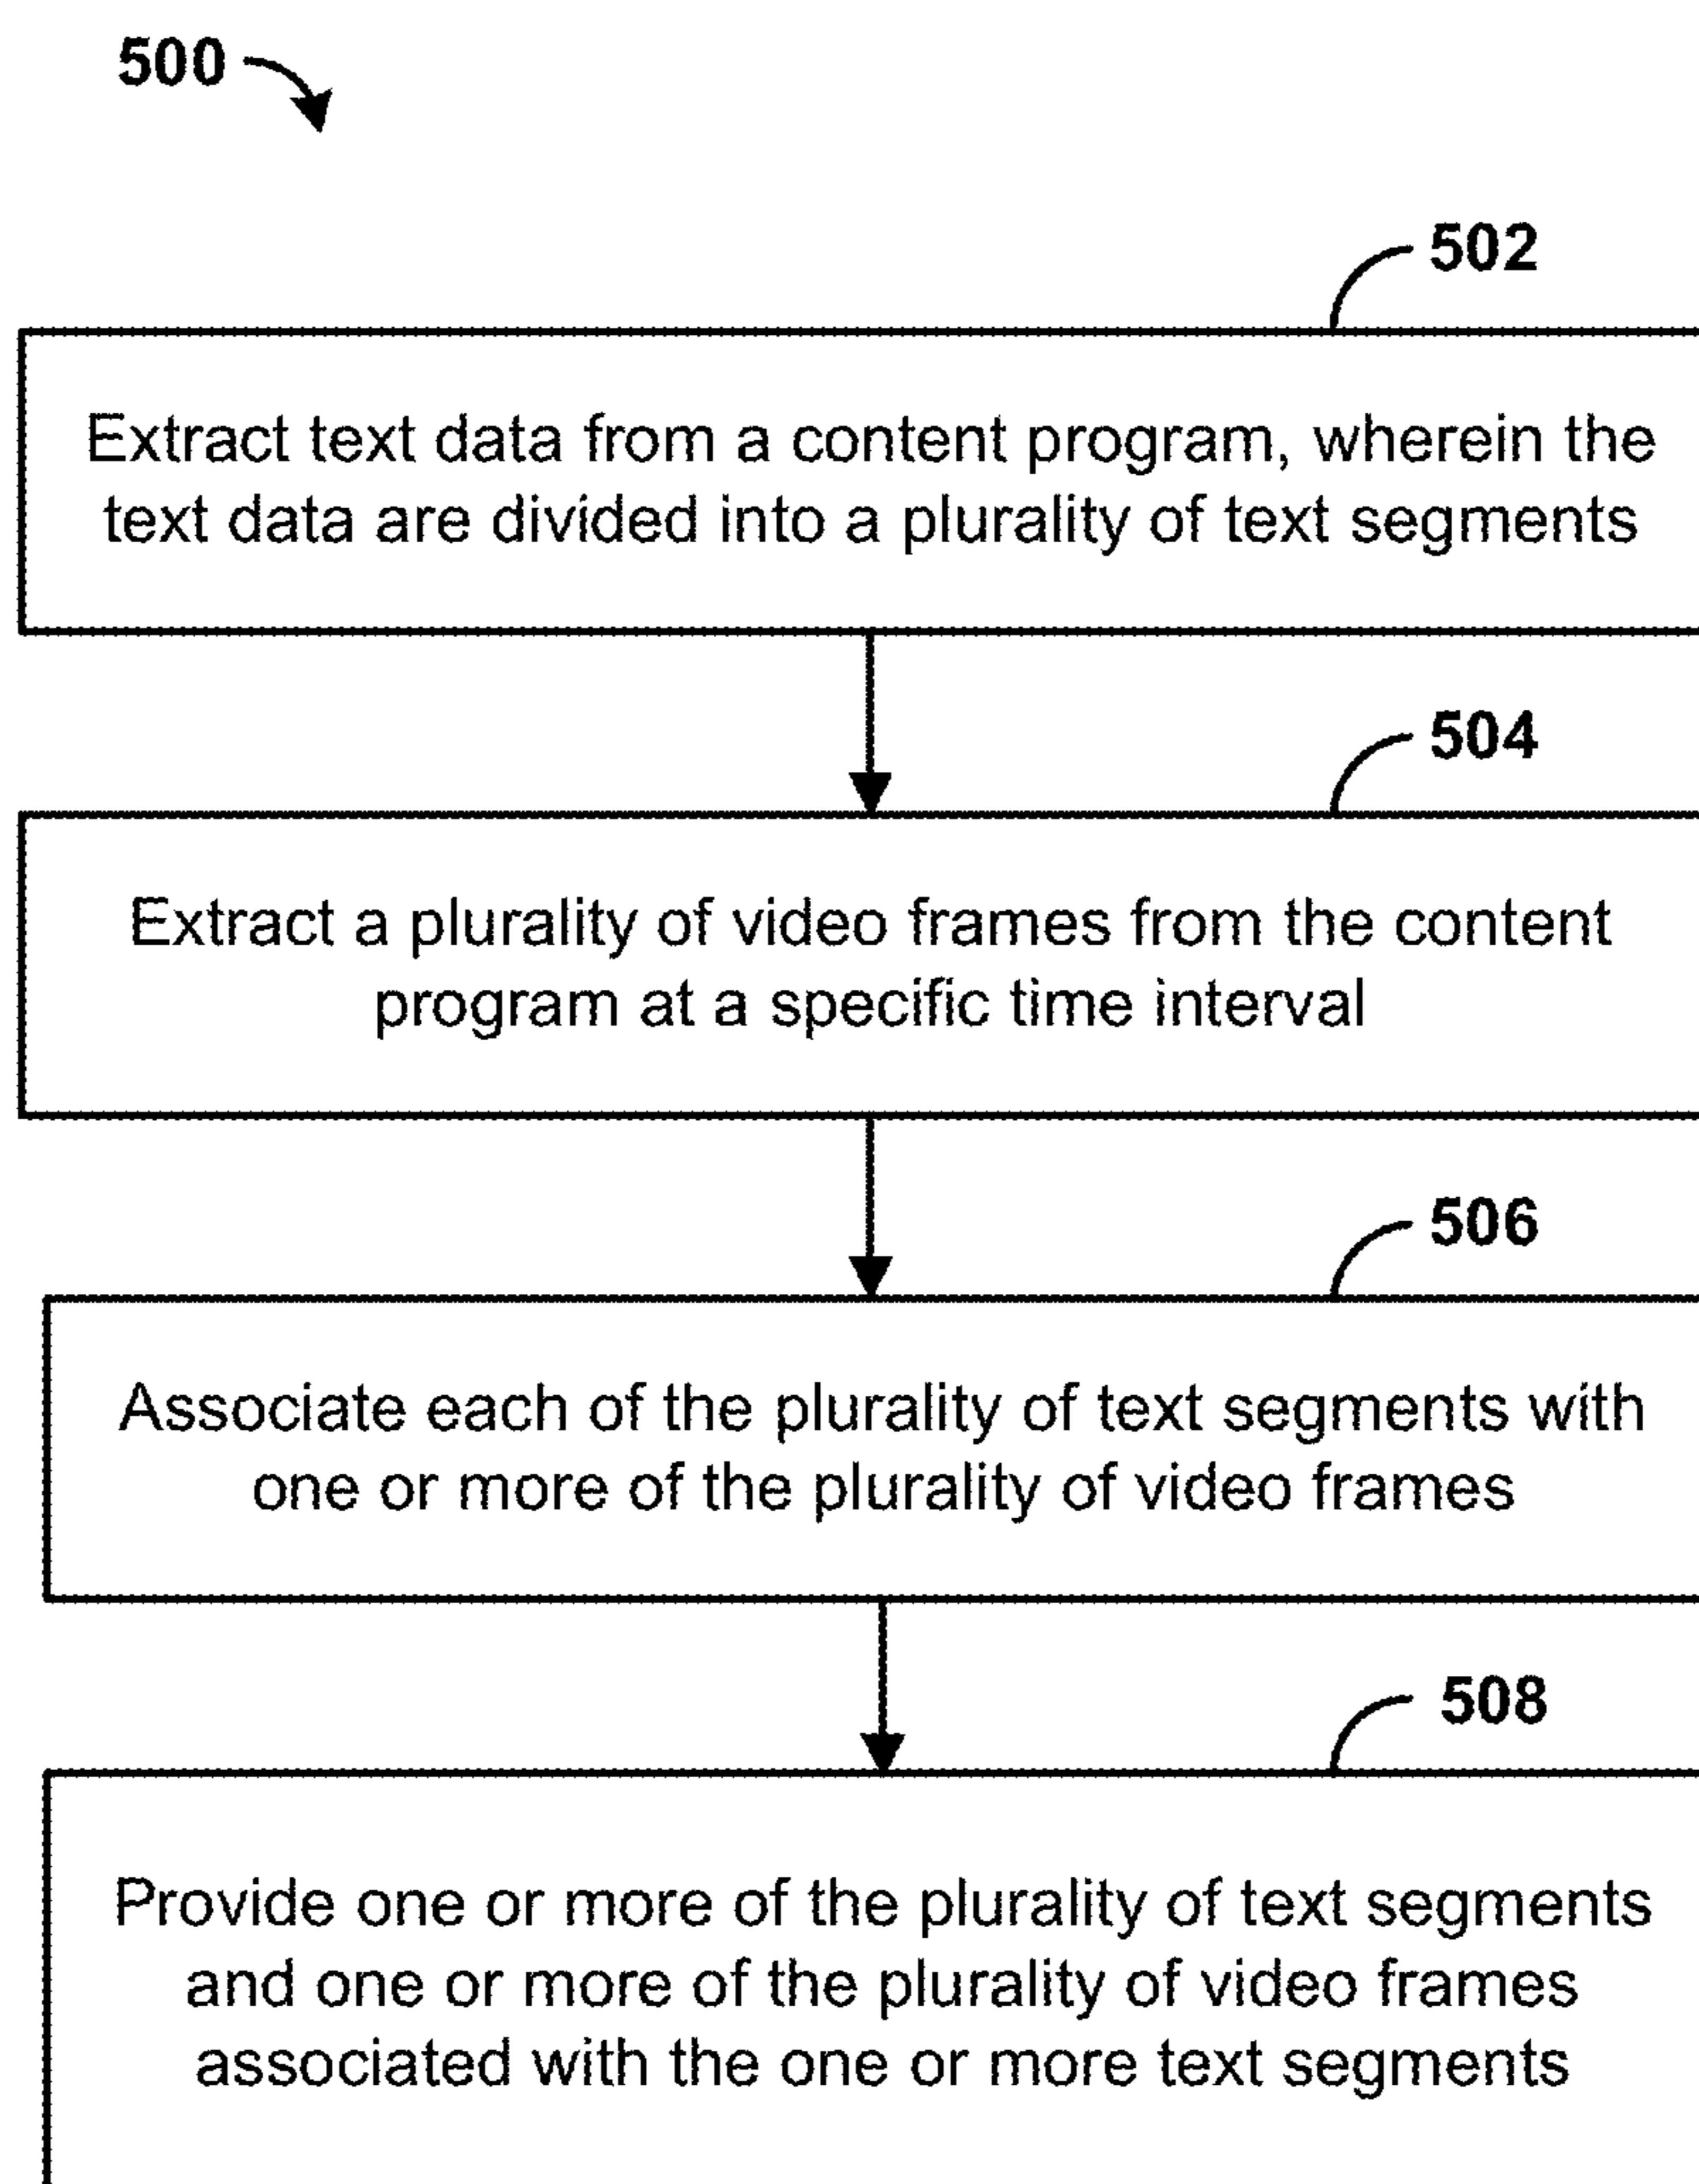 500
502
Extract text data from a content program, wherein the
text data are divided into a plurality of text segments
504
Extract a plurality of video frames from the content
program at a specific time interval
506
Associate each of the plurality of text segments with
one or more of the plurality of video frames
508
Provide one or more of the plurality of text segments
and one or more of the plurality of video frames
associated with the one or more text segments